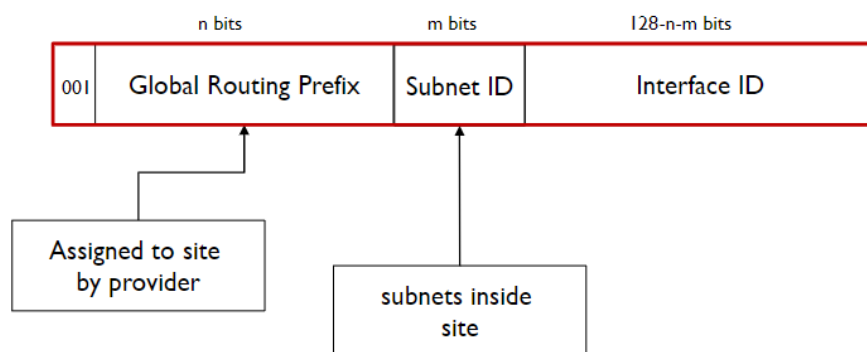 n bits
m bits
128-n-m bits
001
Global Routing Prefix
Subnet ID
Interface ID
Assigned to site
by provider
subnets inside
site